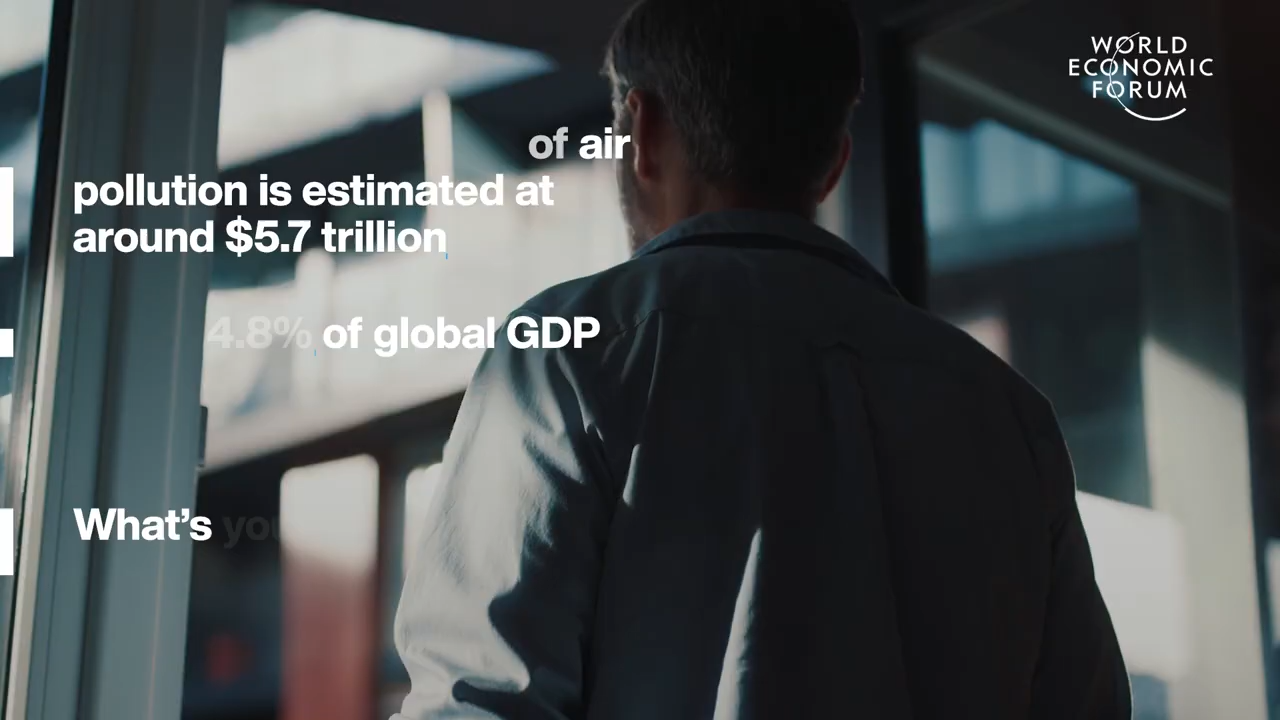 WORLD
ECONOMIC
FORUM
of air
pollution is estimated at
around $5.7 trillion
4.8% of global GDP
What's you